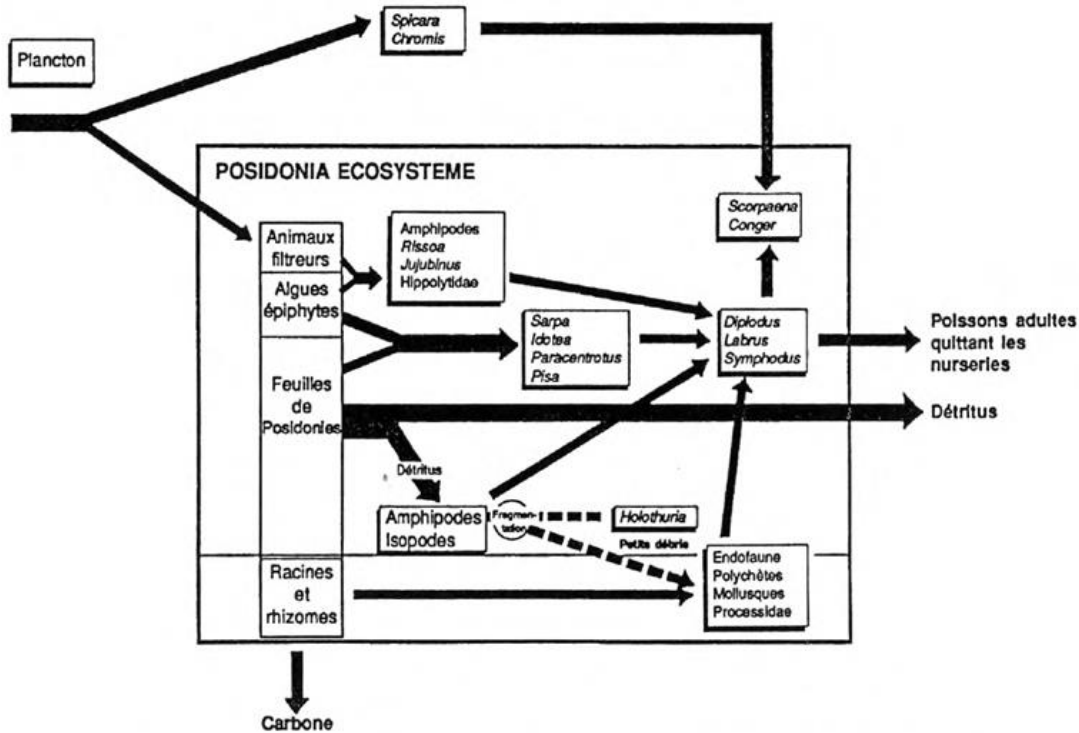 Spicara
Chromis
Plancton
POSIDONIA ECOSYSTEME
Scorpaena
Conger
Animaux
filtreurs
Algues
épiphytes
Feuilles
de
Posidonies
Amphipodes
Rissoa
Jujubinus
Hippolytidae
Sarpa
Idotea
Paracentrotus
Pisa
Diplodus
Labrus
Symphodus
Poissons adultes
quittant les
nurseries
Détritus
Détritus
Amphipodes
Isopodes
Fragmen-
tation
Holothuria
Petits débris
Endofaune
Polychètes
Mollusques
Processidae
Racines
et
rhizomes
Carbone